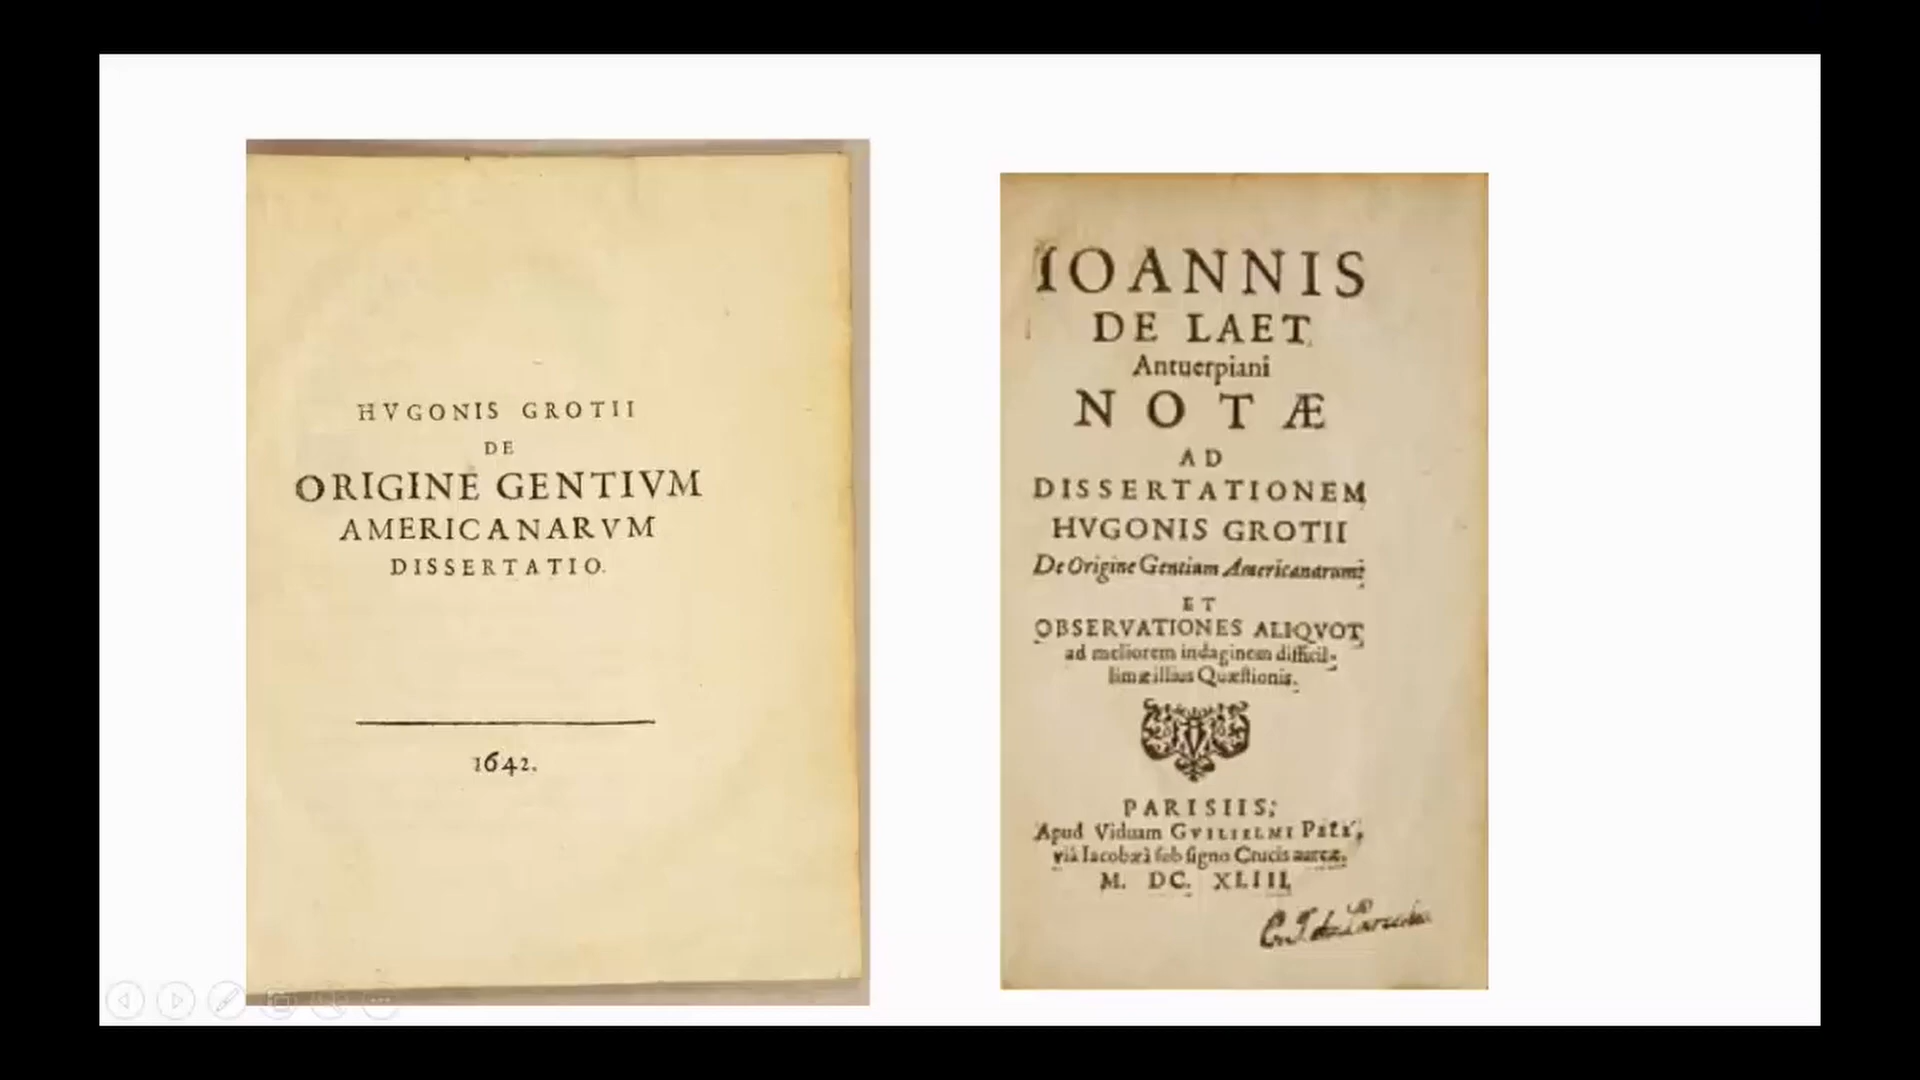 HVGONIS GROTII
DE
ORIGINE GENTIVM
AMERICANARVM
DISSERTATIO.
1642.
IOANNIS
DE LAET
Antuerpiani
NOTÆ
AD
DISSERTATIONEM
HVGONIS GROTII
De Origine Gentium Americanarum:
ET
OBSERVATIONES ALIQVOT
ad meliorem indaginem difficil-
limæ illius Quæstionis.
PARISIIS;
Apud Viduam GVILIELMI
viâ Iacobæâ sub signo Crucis aureæ.
M. DC. XLIII.